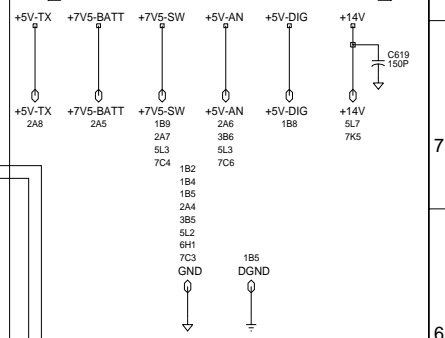 +5V-TX +7V5-BATT +7V5-SW +5V-AN +5V-DIG +14V
C619
150P
+5V-TX +7V5-BATT +7V5-SW +5V-AN +5V-DIG +14V
2A8 2A5 1B9 2A6 1B8 5L7
2A7 3B6 7K5
5L3 5L3
7C4 7C6
7
1B2
1B4
1B5
2A4
3B5
5L2
6H1
7C3 1B5
GND DGND
6